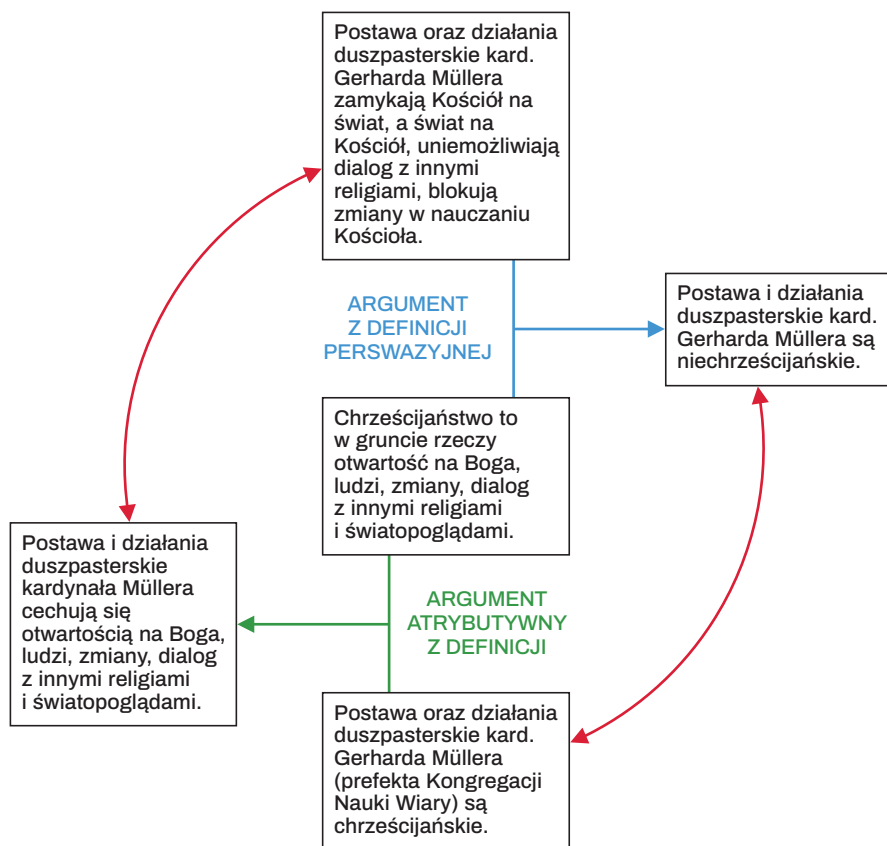 Postawa oraz działania
duszpasterskie kard.
Gerharda Müllera
zamykają Kościół na
świat, a świat na
Kościół, uniemożliwiają
dialog z innymi
religiami, blokują
zmiany w nauczaniu
Kościoła.
ARGUMENT
Z DEFINICJI
PERSWAZYJNEJ
Postawa i działania
duszpasterskie kard.
Gerharda Müllera są
niechrześcijańskie.
Chrześcijaństwo to
w gruncie rzeczy
otwartość na Boga,
ludzi, zmiany, dialog
z innymi religiami
i światopoglądami.
Postawa i działania
duszpasterskie
kardynała Müllera
cechują się
otwartością na Boga,
ludzi, zmiany, dialog
z innymi religiami
i światopoglądami.
ARGUMENT
ATRYBUTYWNY
Z DEFINICJI
Postawa oraz działania
duszpasterskie kard.
Gerharda Müllera
(prefekta Kongregacji
Nauki Wiary) są
chrześcijańskie.